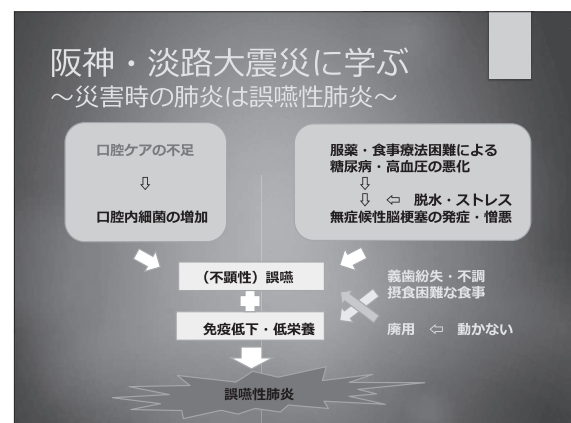 阪神・淡路大震災に学ぶ
~災害時の肺炎は誤嚥性肺炎~
口腔ケアの不足
⇩
口腔内細菌の増加
服薬・食事療法困難による
糖尿病・高血圧の悪化
⇩
⇩ ⇦ 脱水・ストレス
無症候性脳梗塞の発症・憎悪
(不顕性)誤嚥
義歯紛失・不調
摂食困難な食事
免疫低下・低栄養
廃用 ⇦ 動かない
誤嚥性肺炎